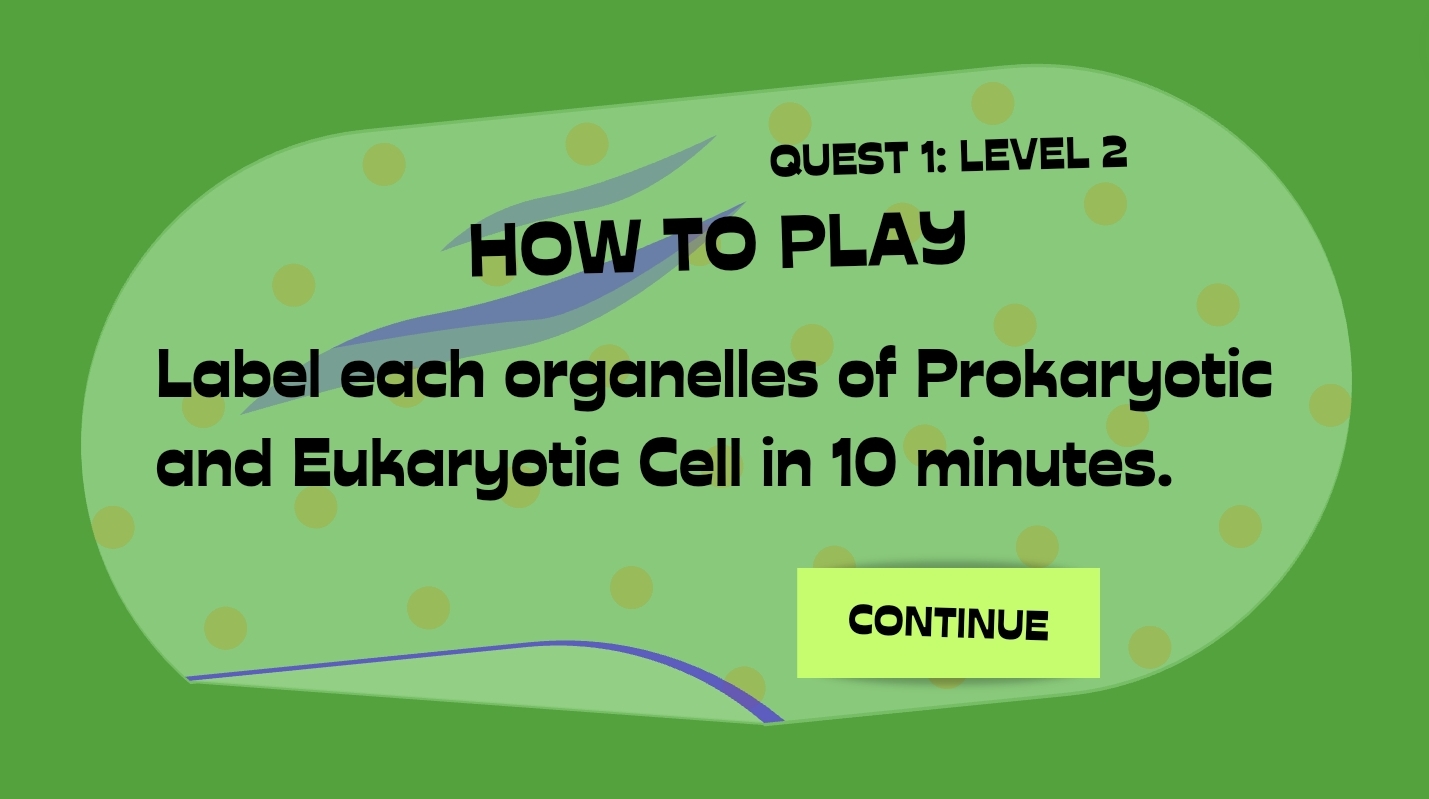 QUEST 1: LEVEL 2
HOW TO PLAY
Label each organelles of Prokaryotic
and Eukaryotic Cell in 10 minutes.
CONTINUE